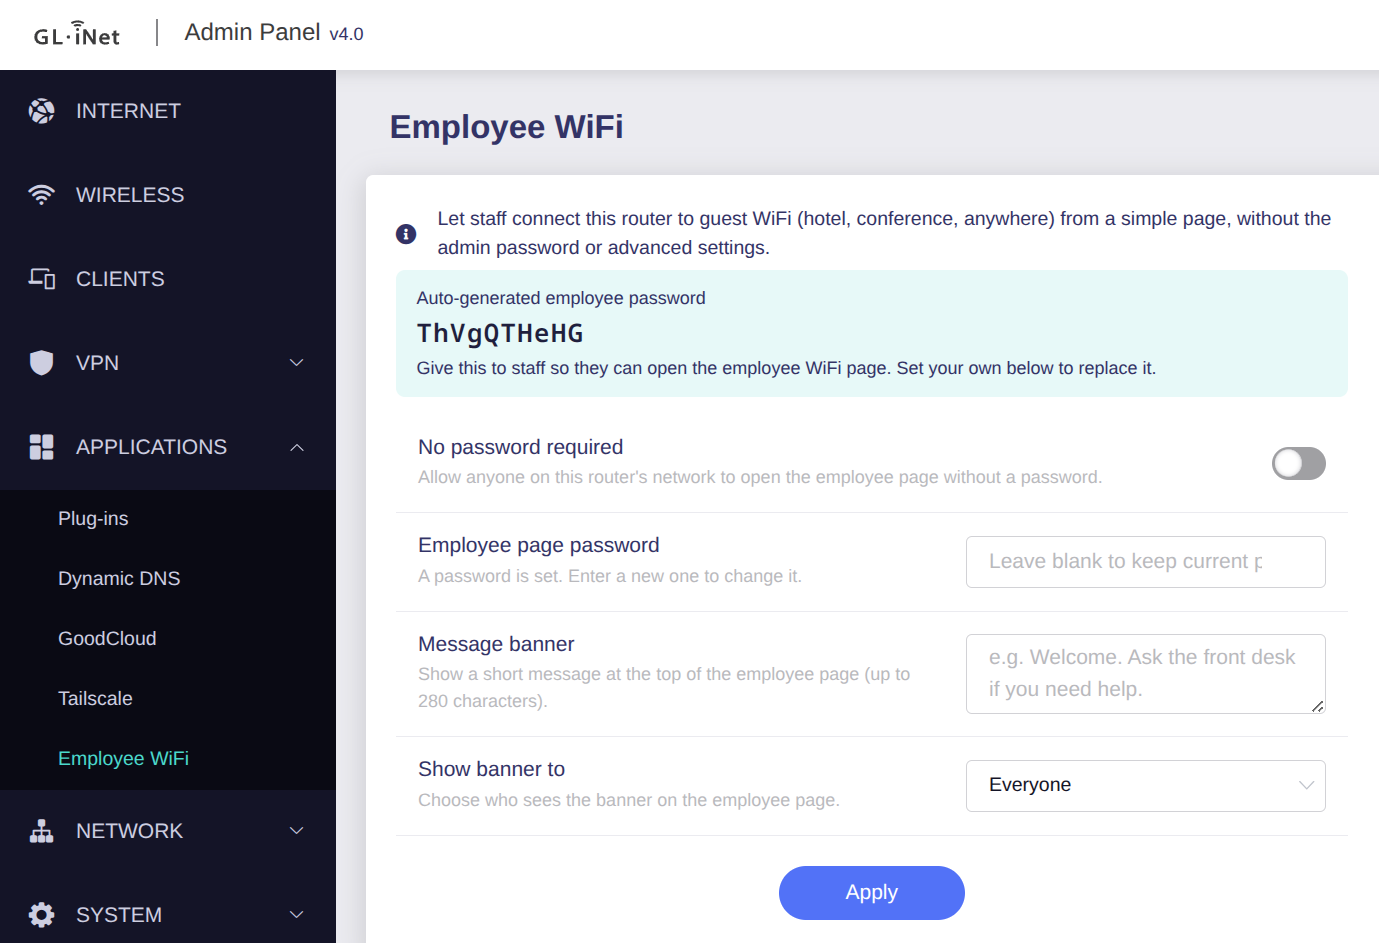 GL·iNet
Admin Panel v4.0
INTERNET
WIRELESS
CLIENTS
VPN
APPLICATIONS
Plug-ins
Dynamic DNS
GoodCloud
Tailscale
Employee WiFi
NETWORK
SYSTEM
Employee WiFi
Let staff connect this router to guest WiFi (hotel, conference, anywhere) from a simple page, without the
admin password or advanced settings.
Auto-generated employee password
ThVgQTHeHG
Give this to staff so they can open the employee WiFi page. Set your own below to replace it.
No password required
Allow anyone on this router's network to open the employee page without a password.
Employee page password
A password is set. Enter a new one to change it.
Leave blank to keep current p
Message banner
Show a short message at the top of the employee page (up to
280 characters).
e.g. Welcome. Ask the front desk
if you need help.
Show banner to
Choose who sees the banner on the employee page.
Everyone
Apply